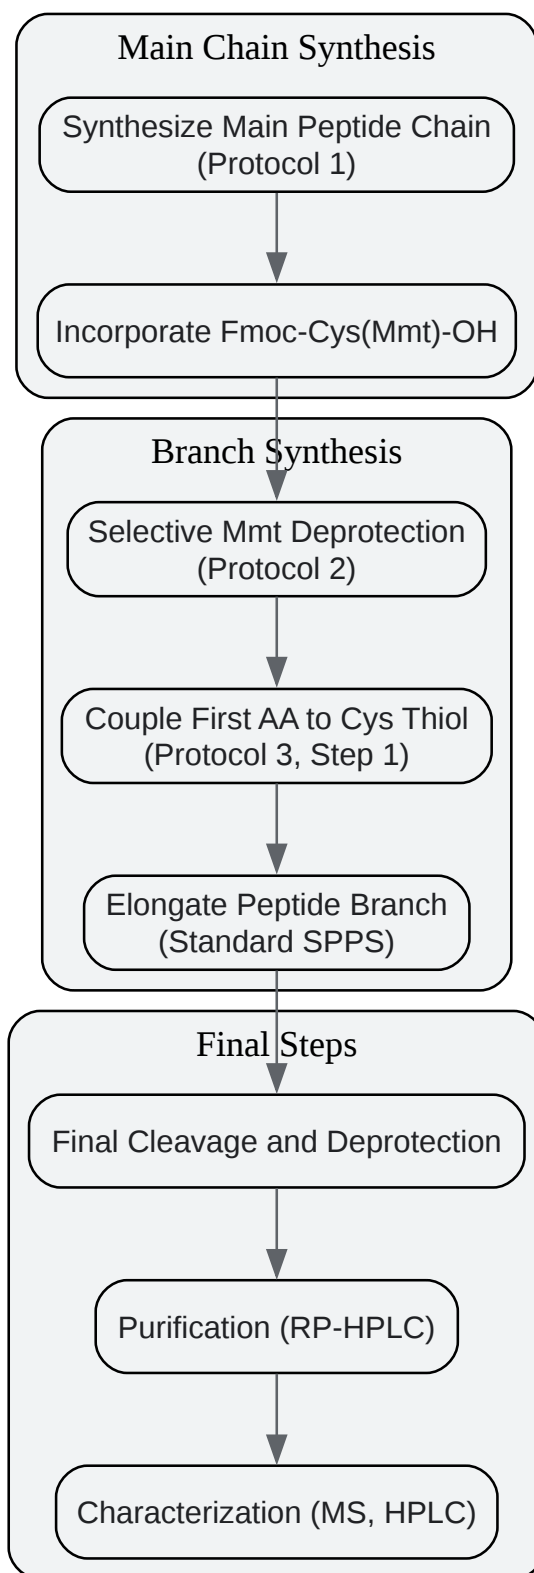 Main Chain Synthesis
Synthesize Main Peptide Chain
(Protocol 1)
Incorporate Fmoc-Cys(Mmt)-OH
Branch Synthesis
Selective Mmt Deprotection
(Protocol 2)
Couple First AA to Cys Thiol
(Protocol 3, Step 1)
Elongate Peptide Branch
(Standard SPPS)
Final Steps
Final Cleavage and Deprotection
Purification (RP-HPLC)
Characterization (MS, HPLC)